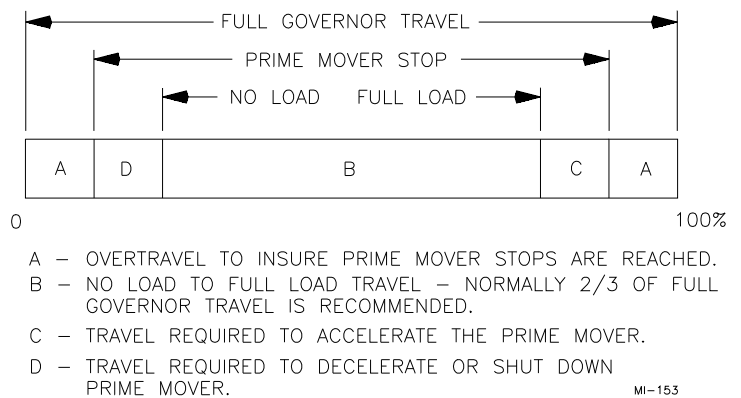 FULL GOVERNOR TRAVEL
PRIME MOVER STOP
NO LOAD FULL LOAD
A D B C A
0 100%
A – OVERTRAVEL TO INSURE PRIME MOVER STOPS ARE REACHED.
B – NO LOAD TO FULL LOAD TRAVEL – NORMALLY 2/3 OF FULL
GOVERNOR TRAVEL IS RECOMMENDED.
C – TRAVEL REQUIRED TO ACCELERATE THE PRIME MOVER.
D – TRAVEL REQUIRED TO DECELERATE OR SHUT DOWN
PRIME MOVER.
MI–153